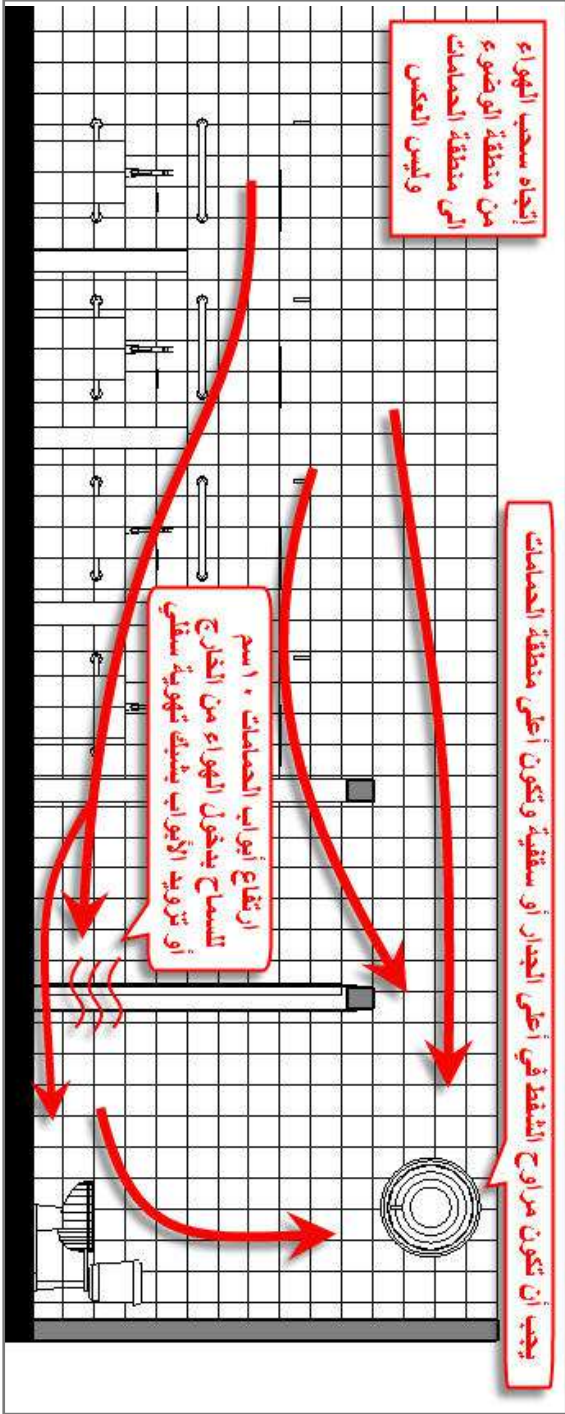 إتجاه سحب الهواء
من منطقة الوضوء
الى منطقة الحمامات
وليس العكس
يجب أن تكون مراوح الشفط في أعلى الجدار أو سقفية وتكون أعلى منطقة الحمامات
ارتفاع أبواب الحمامات ١٠سم
للسماح بدخول الهواء من الخارج
أو تزويد الأبواب بشبك تهوية سفلي